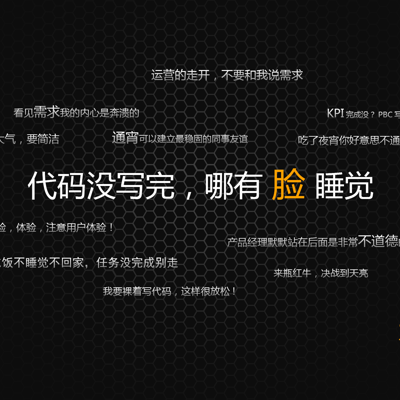 运营的走开，不要和我说需求
看见需求我的内心是奔溃的
KPI 完成没？PBC 写
大气，要简洁
通宵可以建立最稳固的同事友谊
吃了夜宵你好意思不通
代码没写完，哪有 脸 睡觉
验，体验，注意用户体验！
产品经理默默站在后面是非常不道德
饭不睡觉不回家，任务没完成别走
来瓶红牛，决战到天亮
我要裸着写代码，这样很放松！